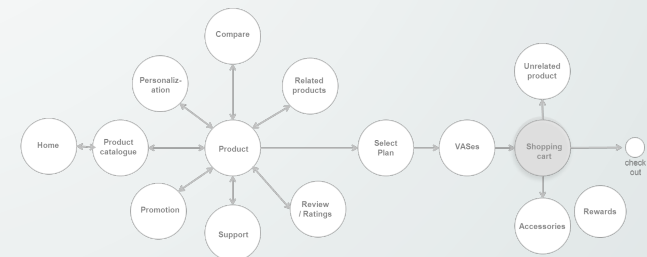 Compare
Unrelated
product
Personaliz-
ation
Related
products
Home
Product
catalogue
Product
Select
Plan
VASes
Shopping
cart
check
out
Promotion
Support
Review
/ Ratings
Accessories
Rewards